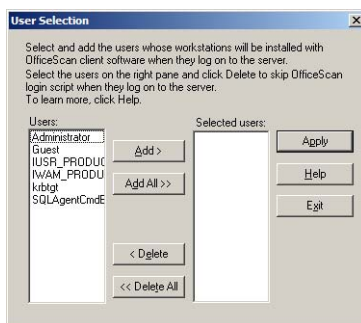 User Selection
Select and add the users whose workstations will be installed with
OfficeScan client software when they log on to the server.
Select the users on the right pane and click Delete to skip OfficeScan
login script when they log on to the server.
To learn more, click Help.
Users:
Selected users:
Administrator
Guest
IUSR_PRODUC
IWAM_PRODU
krbtgt
SQLAgentCmdE
Add >
Add All >>
< Delete
<< Delete All
Apply
Help
Exit